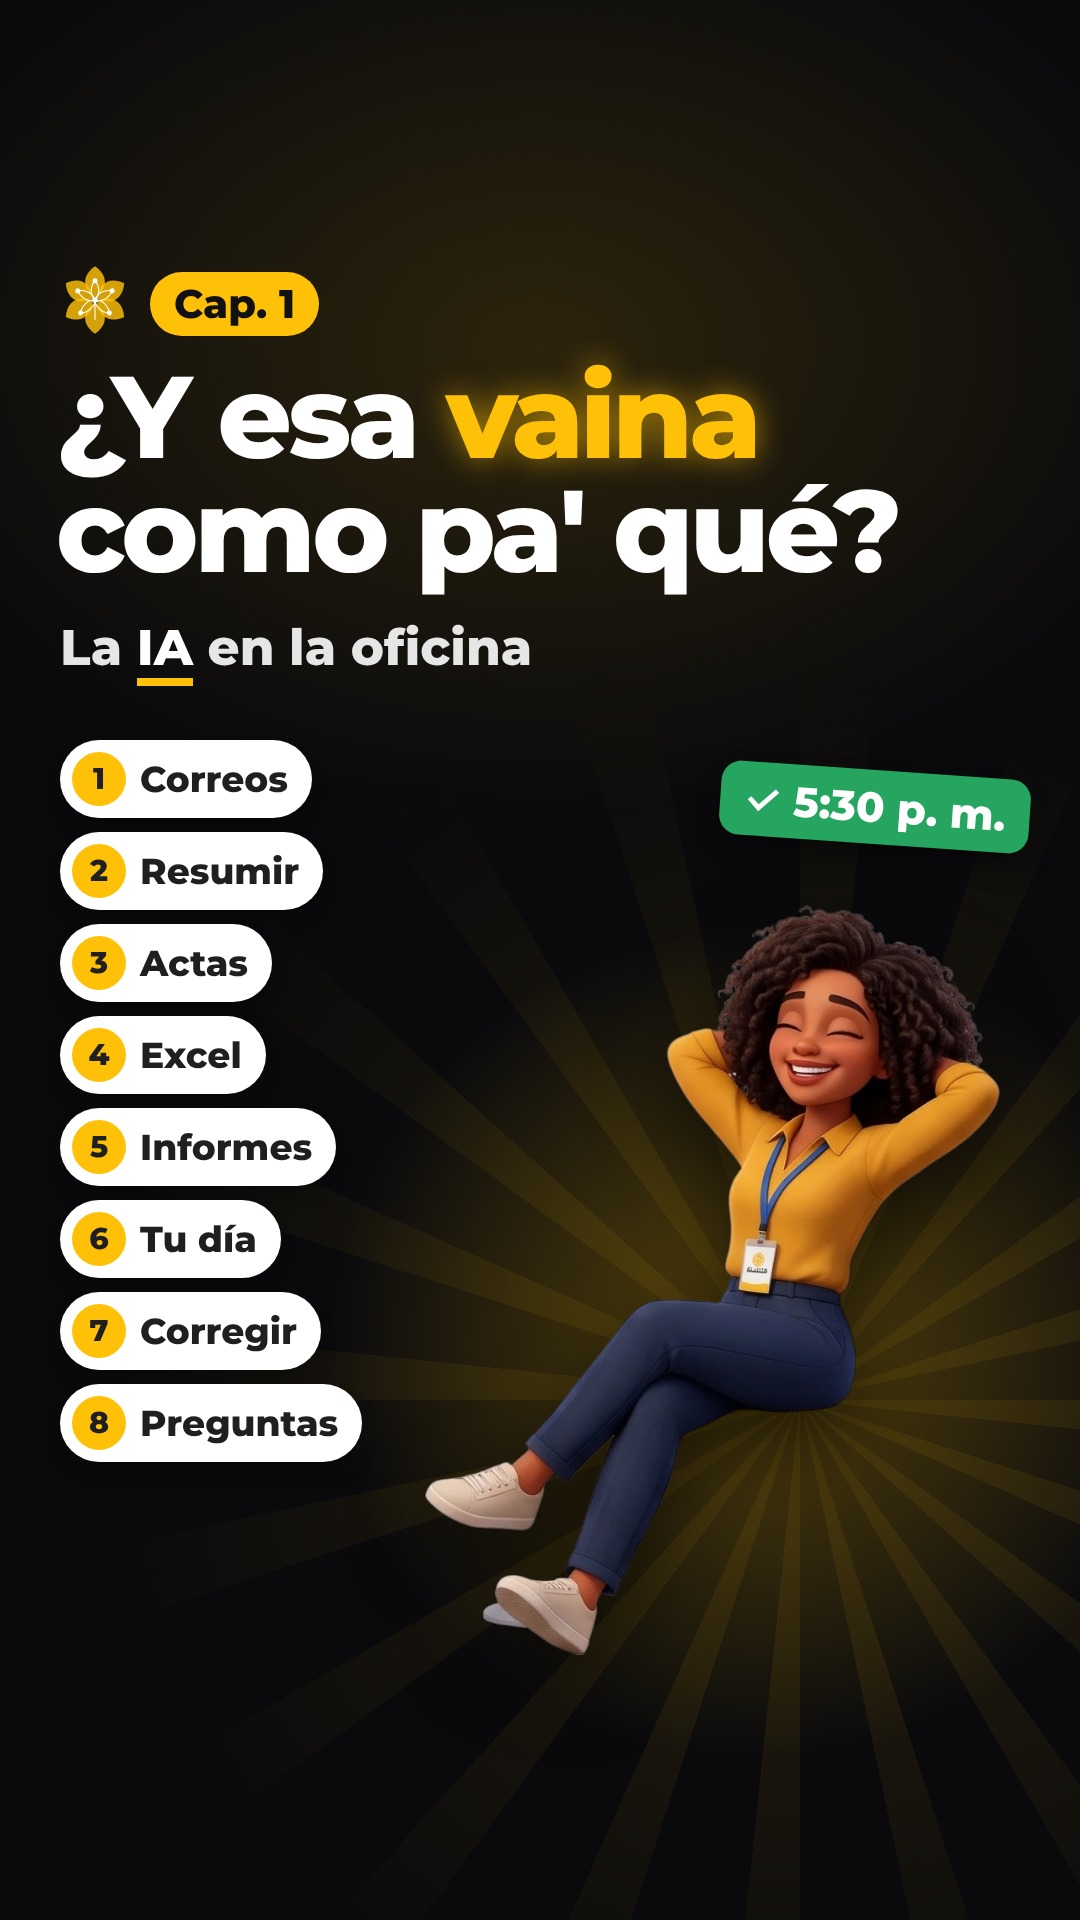 Cap. 1
¿Y esa vaina
como pa' qué?
La IA en la oficina
1 Correos
2 Resumir
3 Actas
4 Excel
5 Informes
6 Tu día
7 Corregir
8 Preguntas
5:30 p. m.